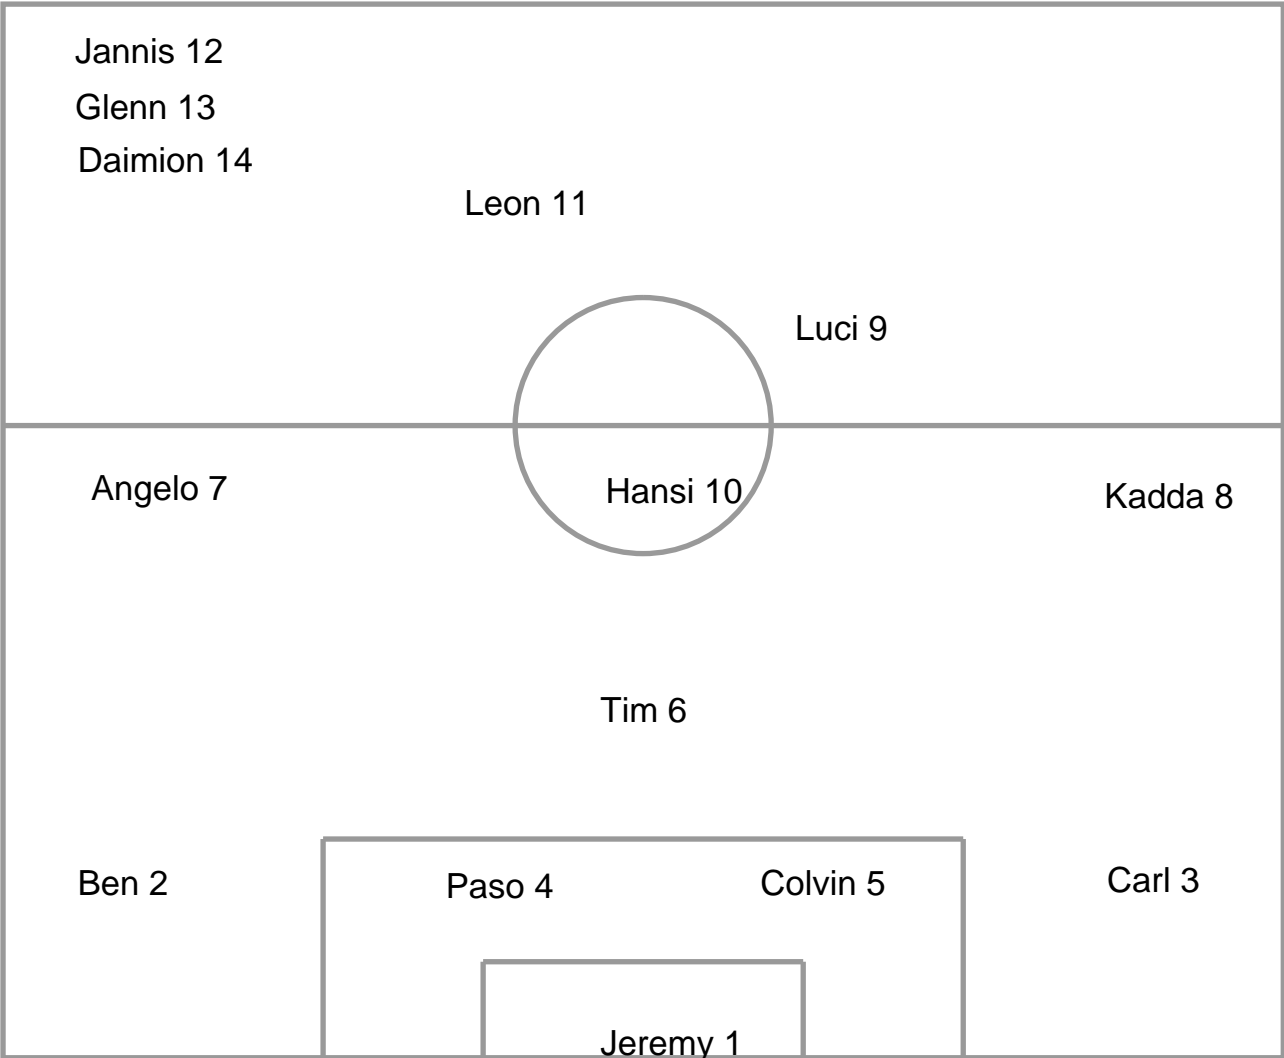 Jannis 12
Glenn 13
Daimion 14
Leon 11
Luci 9
Angelo 7
Hansi 10
Kadda 8
Tim 6
Ben 2
Paso 4
Colvin 5
Carl 3
Jeremy 1